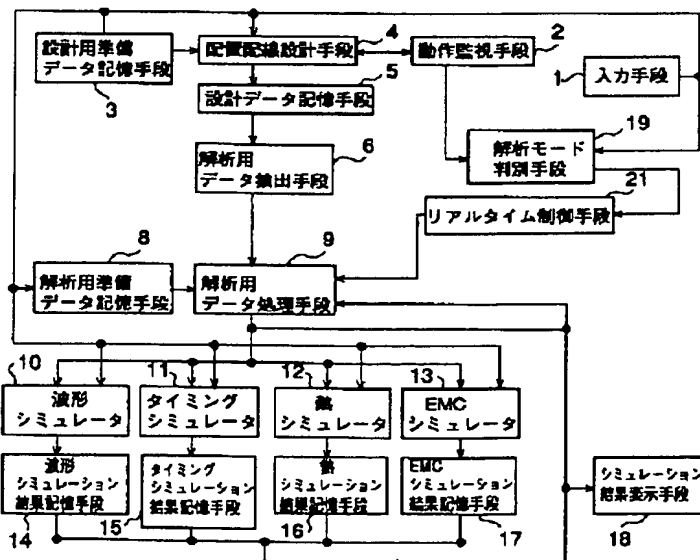 設計用準備
データ記憶手段
3
配置配線設計手段
4
動作監視手段
2
1
入力手段
設計データ記憶手段
5
解析用
データ抽出手段
6
解析モード
判別手段
19
リアルタイム制御手段
21
解析用準備
データ記憶手段
8
解析用
データ処理手段
9
10
波形
シミュレータ
11
タイミング
シミュレータ
12
熱
シミュレータ
13
EMC
シミュレータ
波形
シミュレーション
結果記憶手段
14
タイミング
シミュレーション
結果記憶手段
15
熱
シミュレーション
結果記憶手段
16
EMC
シミュレーション
結果記憶手段
17
シミュレーション
結果表示手段
18